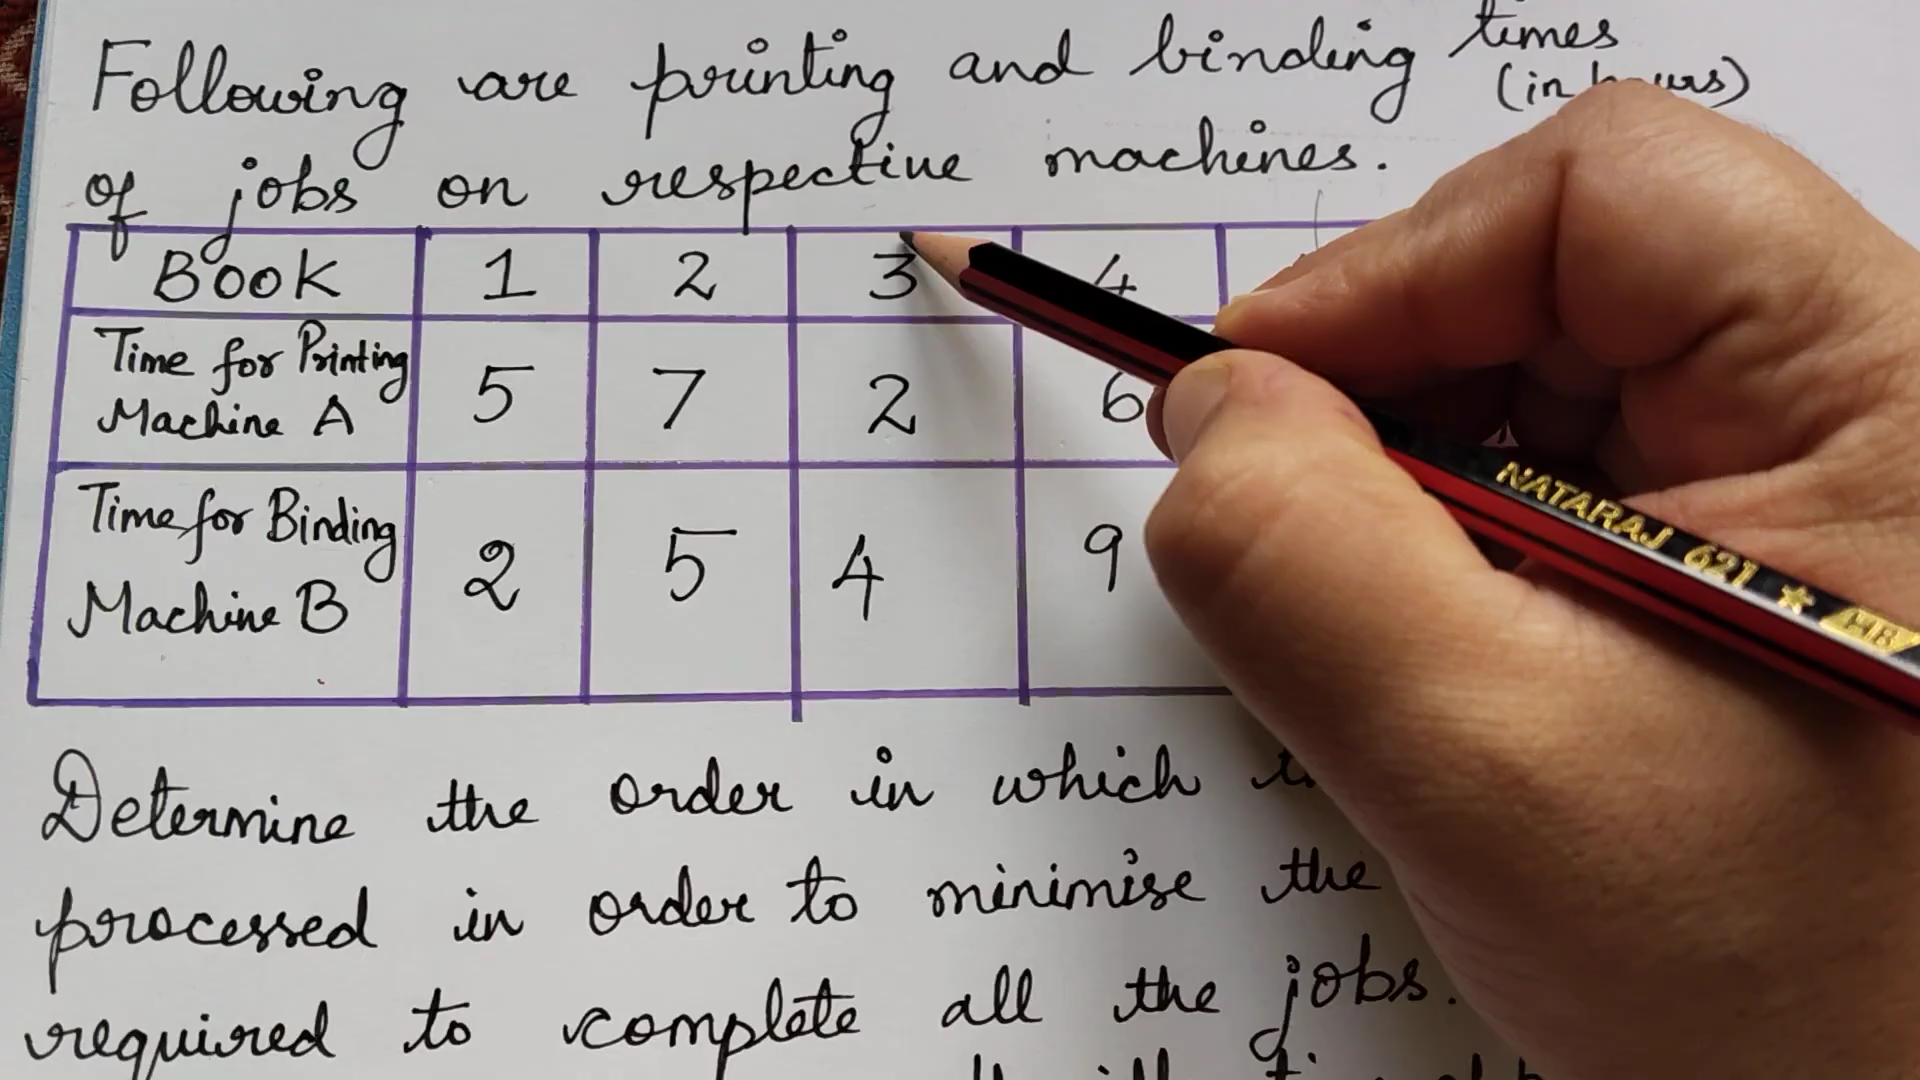 Following are printing and binding times
(in hours)
of jobs on respective machines.
Book 1 2 3 4
Time for Printing
Machine A 5 7 2 6
Time for Binding
Machine B 2 5 4 9
Determine the order in which
processed in order to minimise the
required to complete all the jobs.
NATARAJ 621 HB